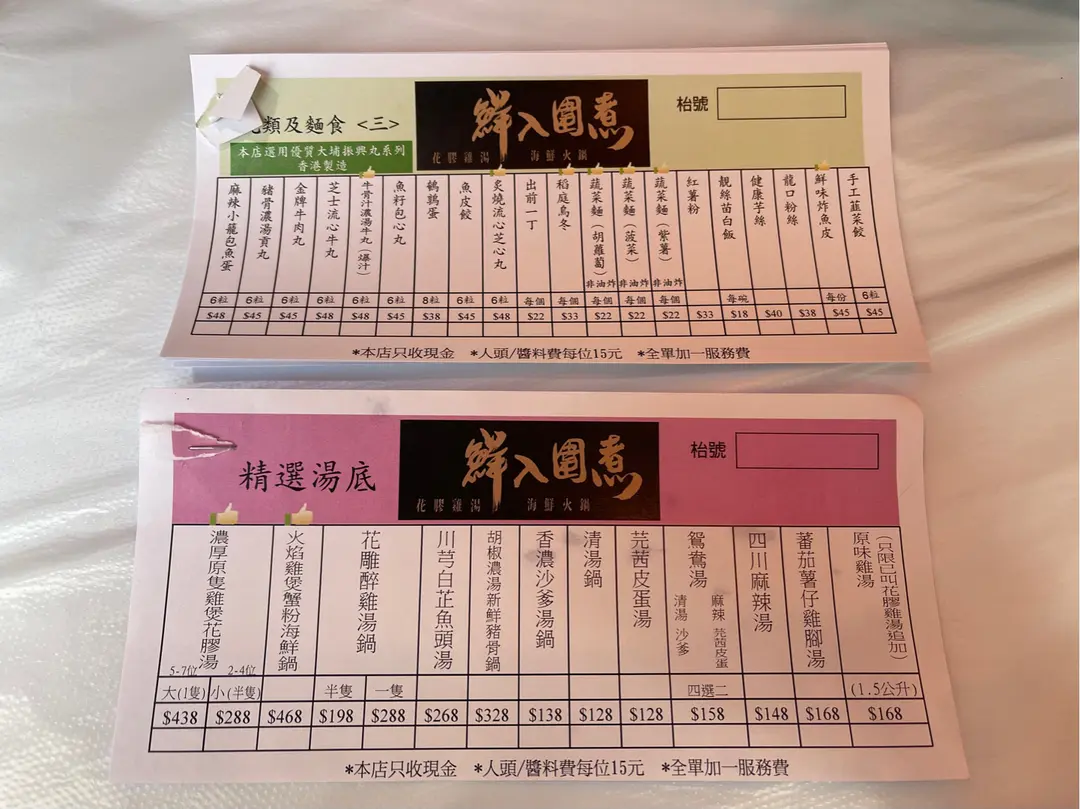 類及麵食 <三>
本店選用優質大埔振興丸系列
香港製造
鮮入圍煮
花膠雞湯 海鮮火鍋
枱號
麻辣小籠包魚蛋 6粒 $48
豬骨濃湯貢丸 6粒 $45
金牌牛肉丸 6粒 $45
芝士流心牛丸 6粒 $48
牛骨汁濃湯牛丸(爆汁) 6粒 $48
魚籽包心丸 6粒 $45
鵪鶉蛋 8粒 $38
魚皮餃 6粒 $45
炙燒流心芝心丸 6粒 $48
出前一丁 每個 $22
稻庭烏冬 每個 $33
蔬菜麵(胡蘿蔔) 非油炸 每個 $22
蔬菜麵(菠菜) 非油炸 每個 $22
蔬菜麵(紫薯) 非油炸 每個 $22
紅薯粉 $33
靚絲苗白飯 每碗 $18
健康芋絲 $40
龍口粉絲 $38
鮮味炸魚皮 每份 $45
手工韮菜餃 6粒 $45
*本店只收現金 *人頭/醬料費每位15元 *全單加一服務費
精選湯底
鮮入圍煮
花膠雞湯 海鮮火鍋
枱號
濃厚原隻雞煲花膠湯
5-7位 大(1隻) $438
2-4位 小(半隻) $288
火焰雞煲蟹粉海鮮鍋 $468
花雕醉雞湯鍋
半隻 $198
一隻 $288
川芎白芷魚頭湯 $268
胡椒濃湯新鮮豬骨鍋 $328
香濃沙爹湯鍋 $138
清湯鍋 $128
芫茜皮蛋湯 $128
鴛鴦湯
麻辣 芫茜皮蛋
清湯 沙爹
四選二 $158
四川麻辣湯 $148
蕃茄薯仔雞腳湯 $168
(只限已叫花膠雞湯追加)
原味雞湯
(1.5公升) $168
*本店只收現金 *人頭/醬料費每位15元 *全單加一服務費